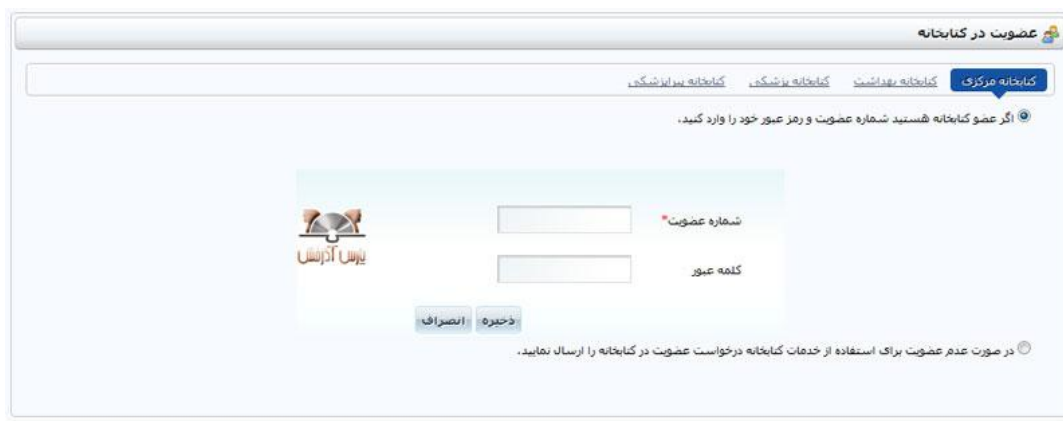 عضویت در کتابخانه
کتابخانه مرکزی کتابخانه بهداشت کتابخانه پزشکی کتابخانه پیراپزشکی
اگر عضو کتابخانه هستید شماره عضویت و رمز عبور خود را وارد کنید.
شماره عضویت*
کلمه عبور
پارس آذرخش
ذخیره انصراف
در صورت عدم عضویت برای استفاده از خدمات کتابخانه درخواست عضویت در کتابخانه را ارسال نمایید.